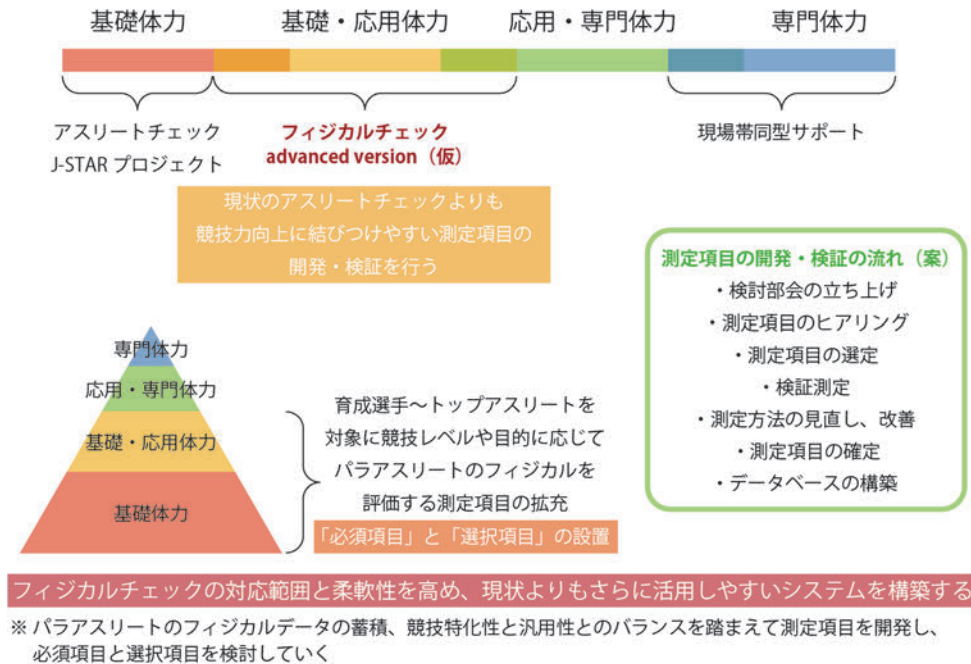 基礎体力
基礎・応用体力
応用・専門体力
専門体力
アスリートチェック
J-STAR プロジェクト
フィジカルチェック
advanced version（仮）
現場帯同型サポート
現状のアスリートチェックよりも
競技力向上に結びつけやすい測定項目の
開発・検証を行う
測定項目の開発・検証の流れ（案）
・検討部会の立ち上げ
・測定項目のヒアリング
・測定項目の選定
・検証測定
・測定方法の見直し、改善
・測定項目の確定
・データベースの構築
専門体力
応用・専門体力
基礎・応用体力
基礎体力
育成選手～トップアスリートを
対象に競技レベルや目的に応じて
パラアスリートのフィジカルを
評価する測定項目の拡充
「必須項目」と「選択項目」の設置
フィジカルチェックの対応範囲と柔軟性を高め、現状よりもさらに活用しやすいシステムを構築する
※ パラアスリートのフィジカルデータの蓄積、競技特化性と汎用性とのバランスを踏まえて測定項目を開発し、
必須項目と選択項目を検討していく